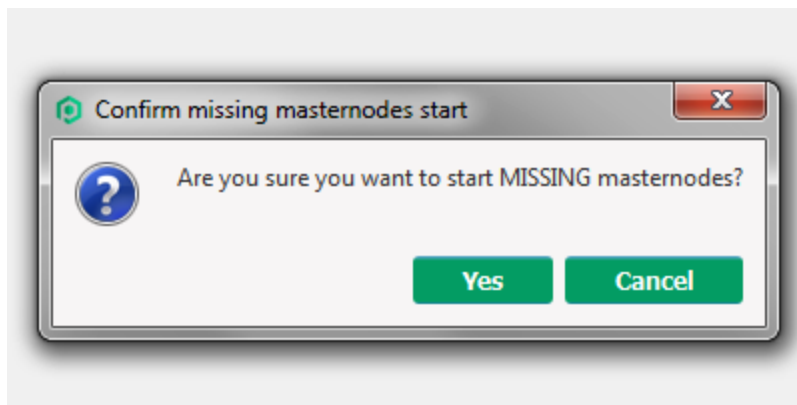 Confirm missing masternodes start
Are you sure you want to start MISSING masternodes?
Yes Cancel